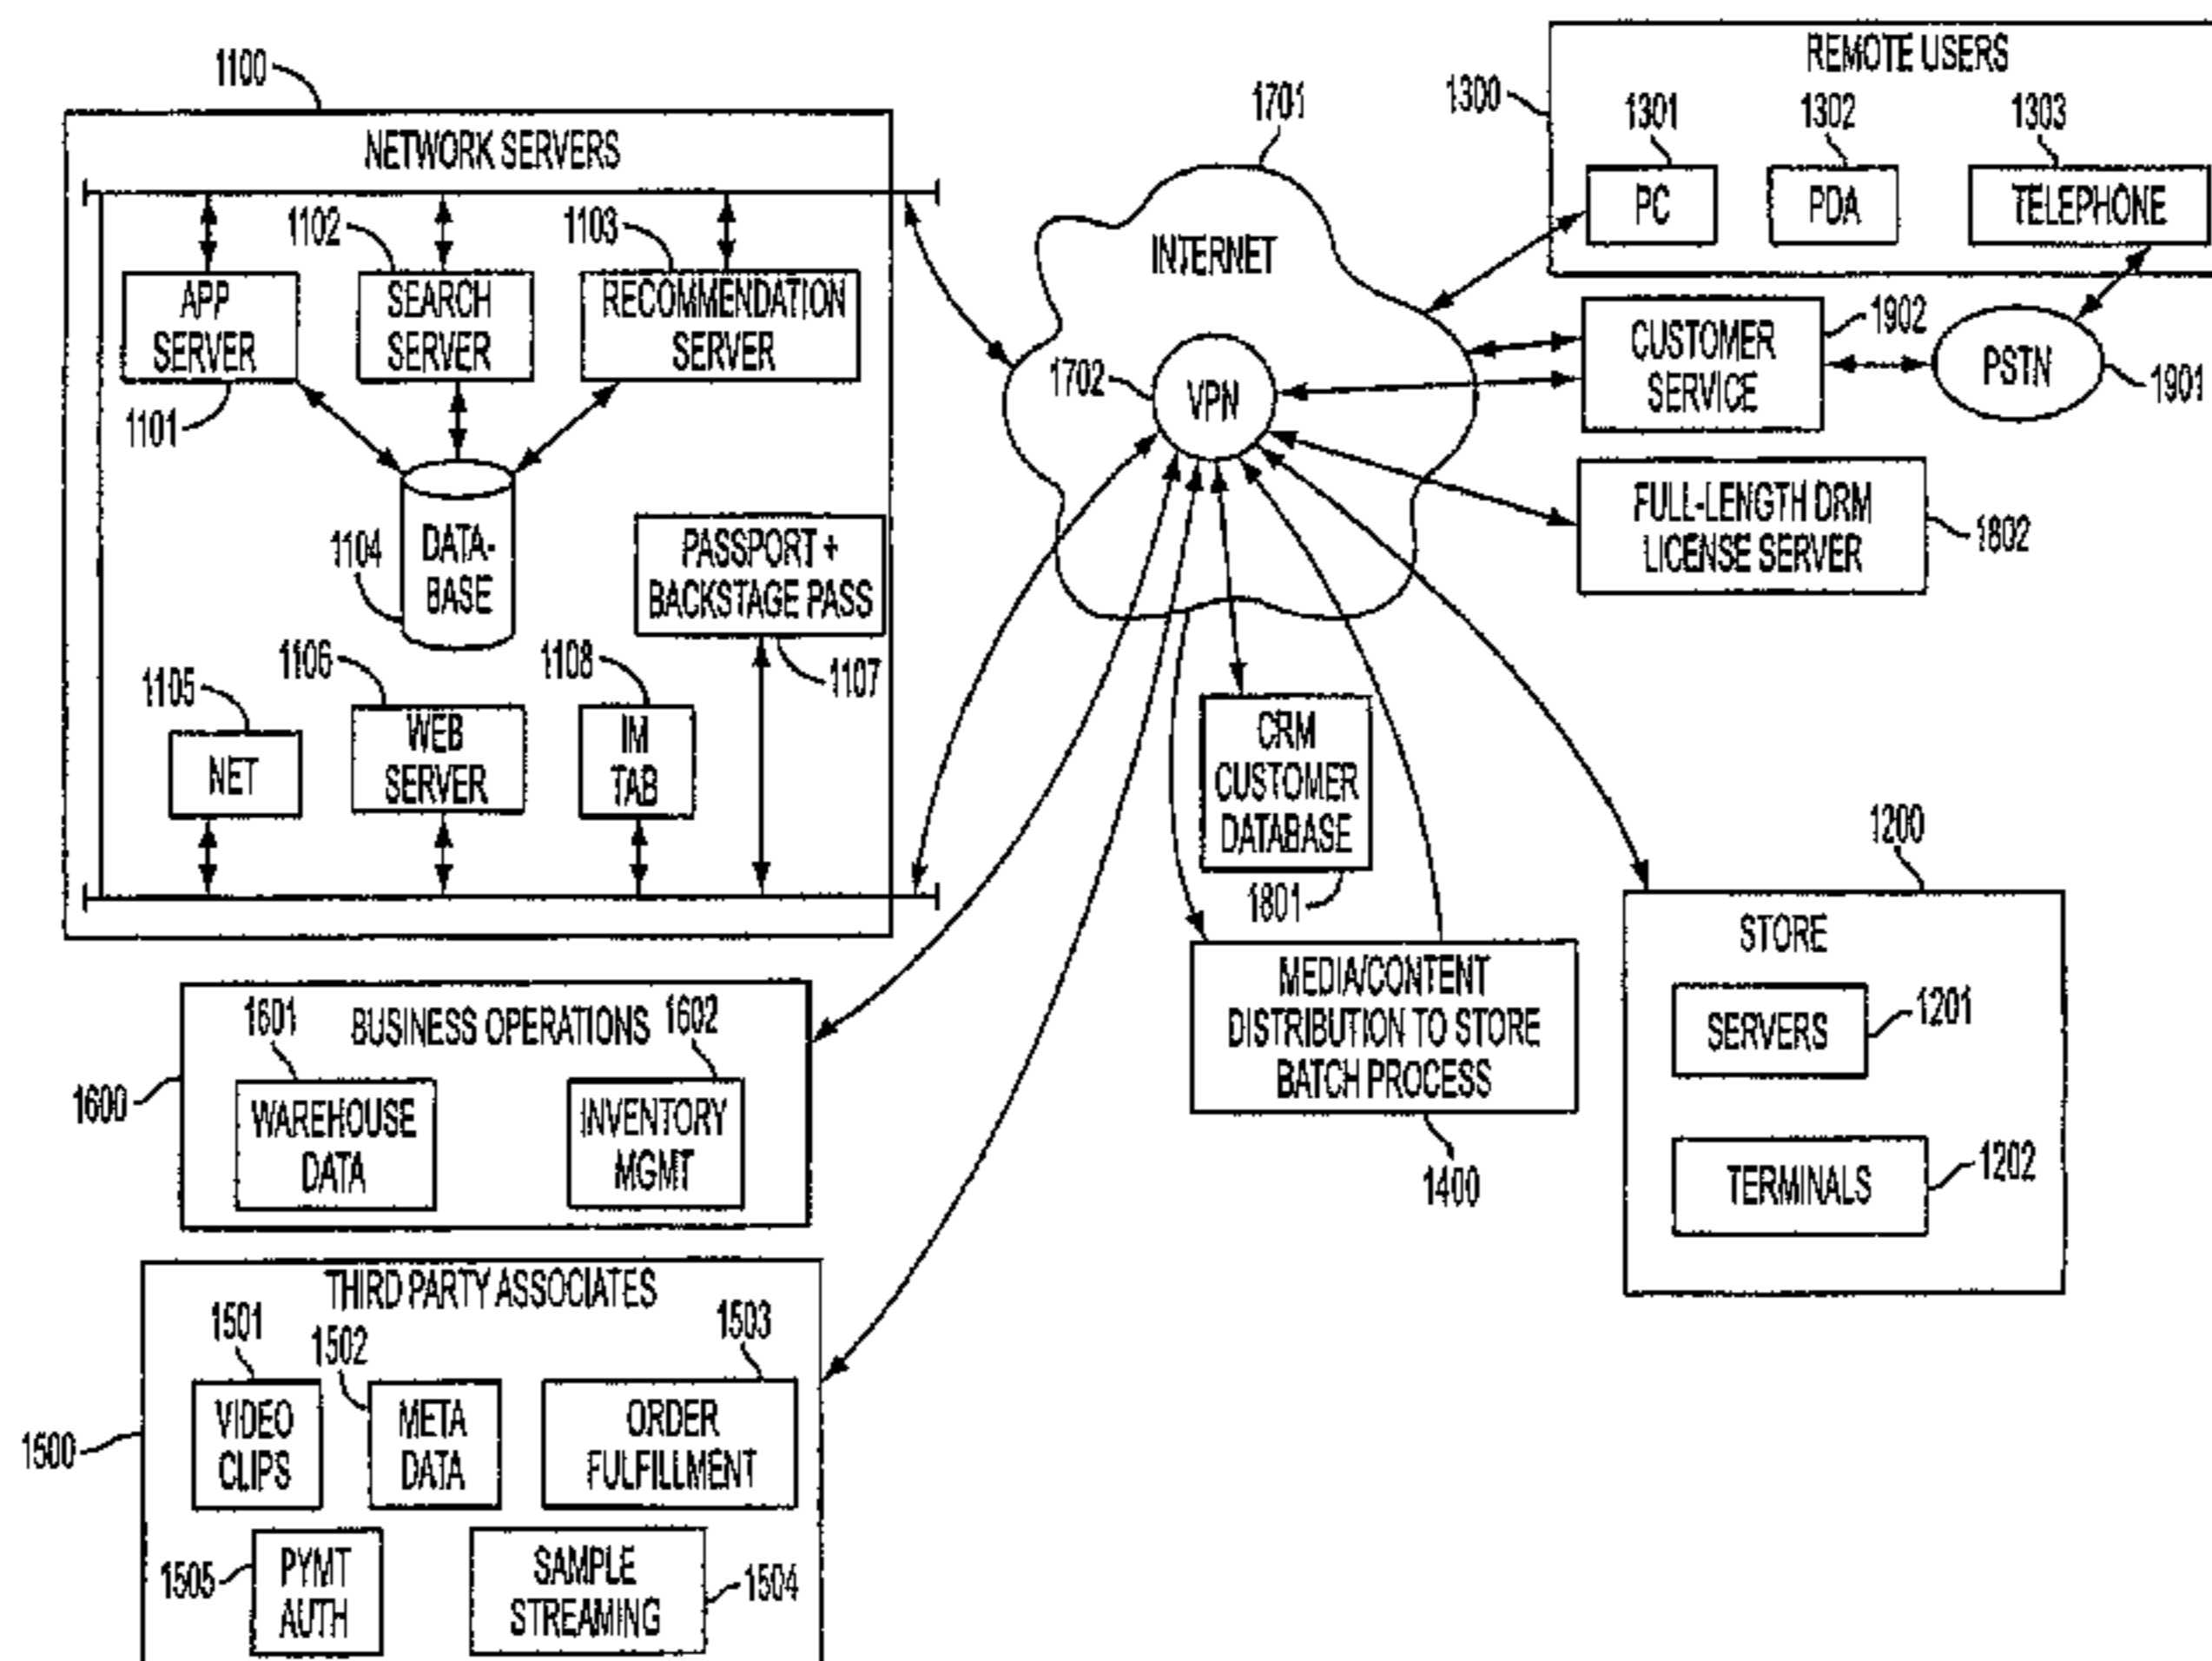 1100
NETWORK SERVERS
1102
1103
APP
SERVER
SEARCH
SERVER
RECOMMENDATION
SERVER
1101
1104
DATA-
BASE
PASSPORT +
BACKSTAGE PASS
1107
1105
1106
1108
NET
WEB
SERVER
IM
TAB
1701
INTERNET
1702
VPN
1300
REMOTE USERS
1301
1302
1303
PC
PDA
TELEPHONE
CUSTOMER
SERVICE
1902
PSTN
1901
FULL-LENGTH DRM
LICENSE SERVER
1802
CRM
CUSTOMER
DATABASE
1801
MEDIA/CONTENT
DISTRIBUTION TO STORE
BATCH PROCESS
1400
1200
STORE
SERVERS
1201
TERMINALS
1202
1600
BUSINESS OPERATIONS
1601
1602
WAREHOUSE
DATA
INVENTORY
MGMT
1500
THIRD PARTY ASSOCIATES
1501
1502
1503
VIDEO
CLIPS
META
DATA
ORDER
FULFILLMENT
1505
PYMT
AUTH
SAMPLE
STREAMING
1504